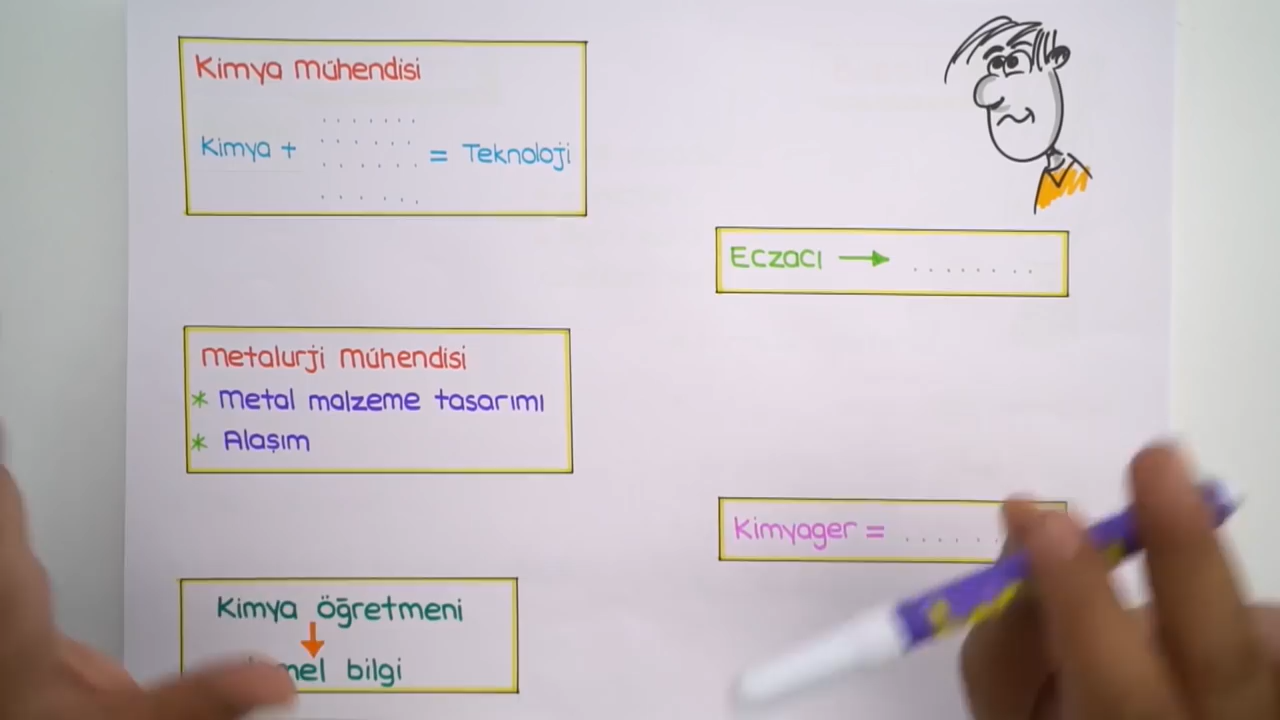 Kimya mühendisi
Kimya + ....... ....... ....... ...... = Teknoloji
Eczacı → ........
metalurji mühendisi
* metal malzeme tasarımı
* Alaşım
Kimyager = ......
Kimya öğretmeni
bilgi